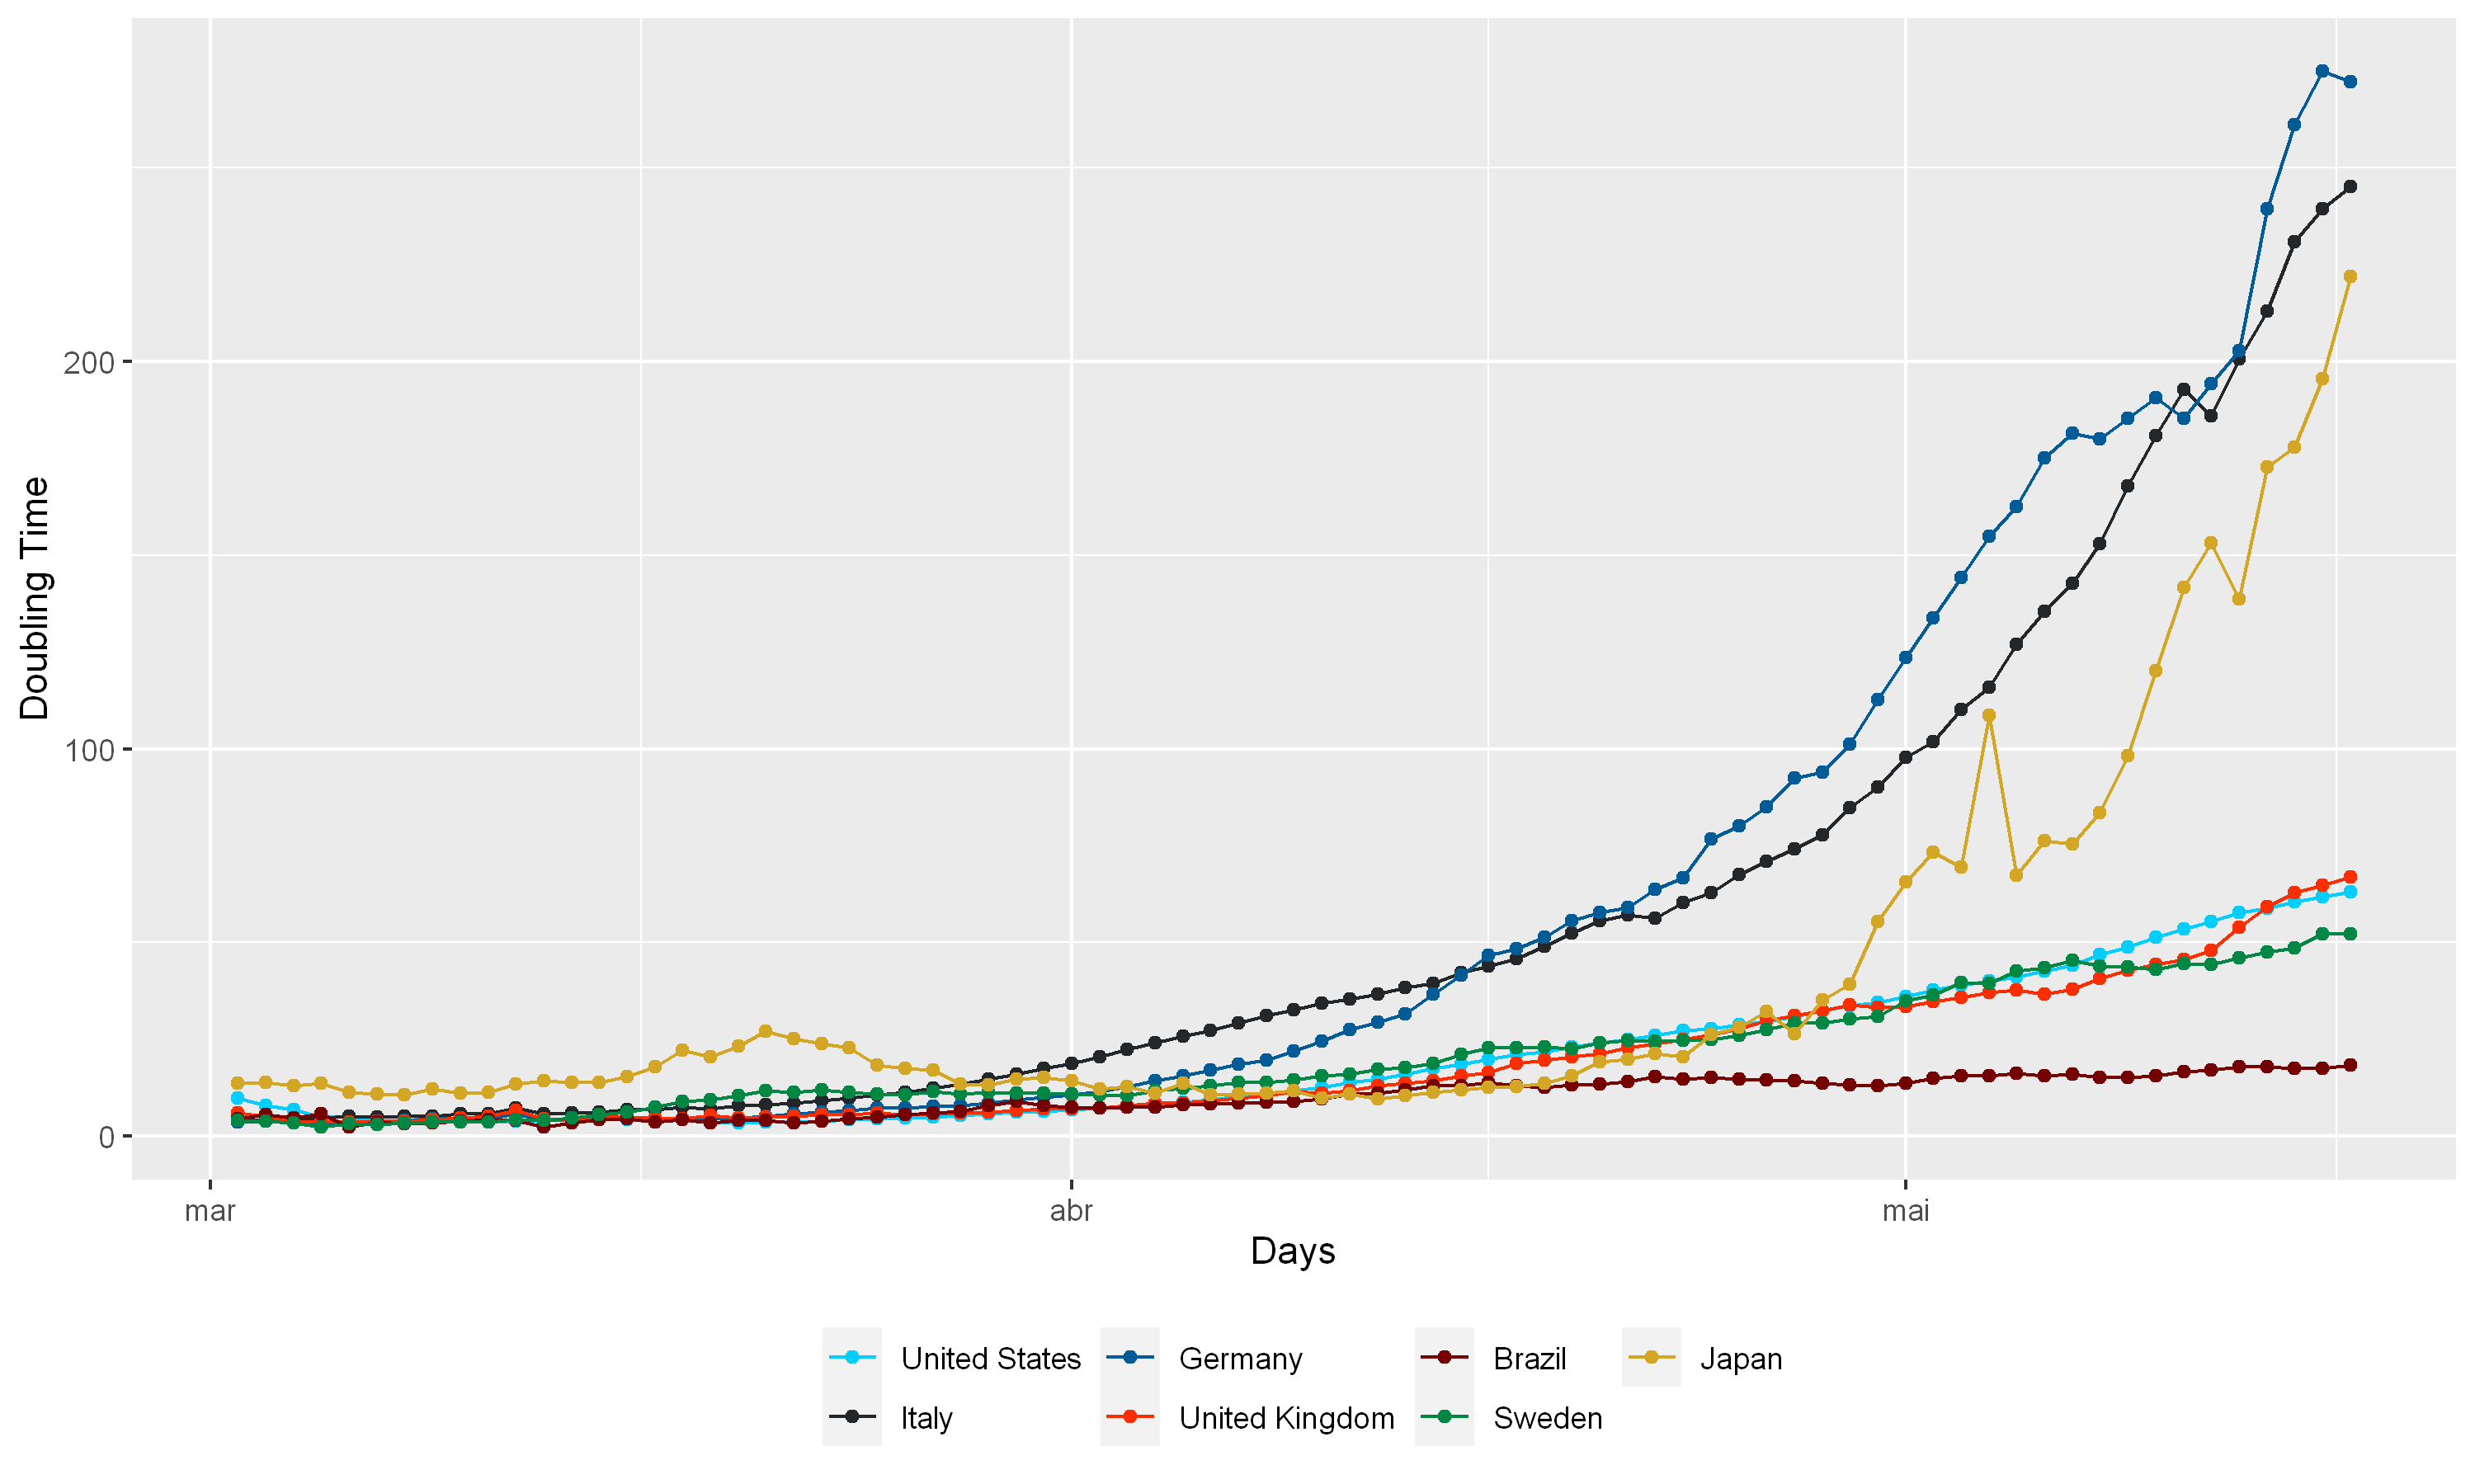 Doubling Time
200
100
0
mar abr mai
Days
United States Germany Brazil Japan
Italy United Kingdom Sweden